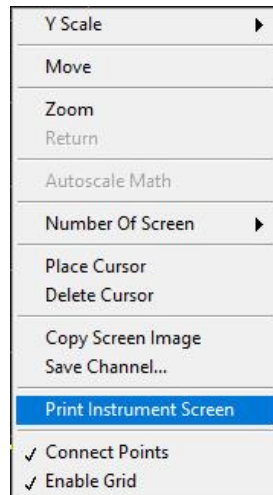 Y Scale
Move
Zoom
Return
Autoscale Math
Number Of Screen
Place Cursor
Delete Cursor
Copy Screen Image
Save Channel...
Print Instrument Screen
Connect Points
Enable Grid